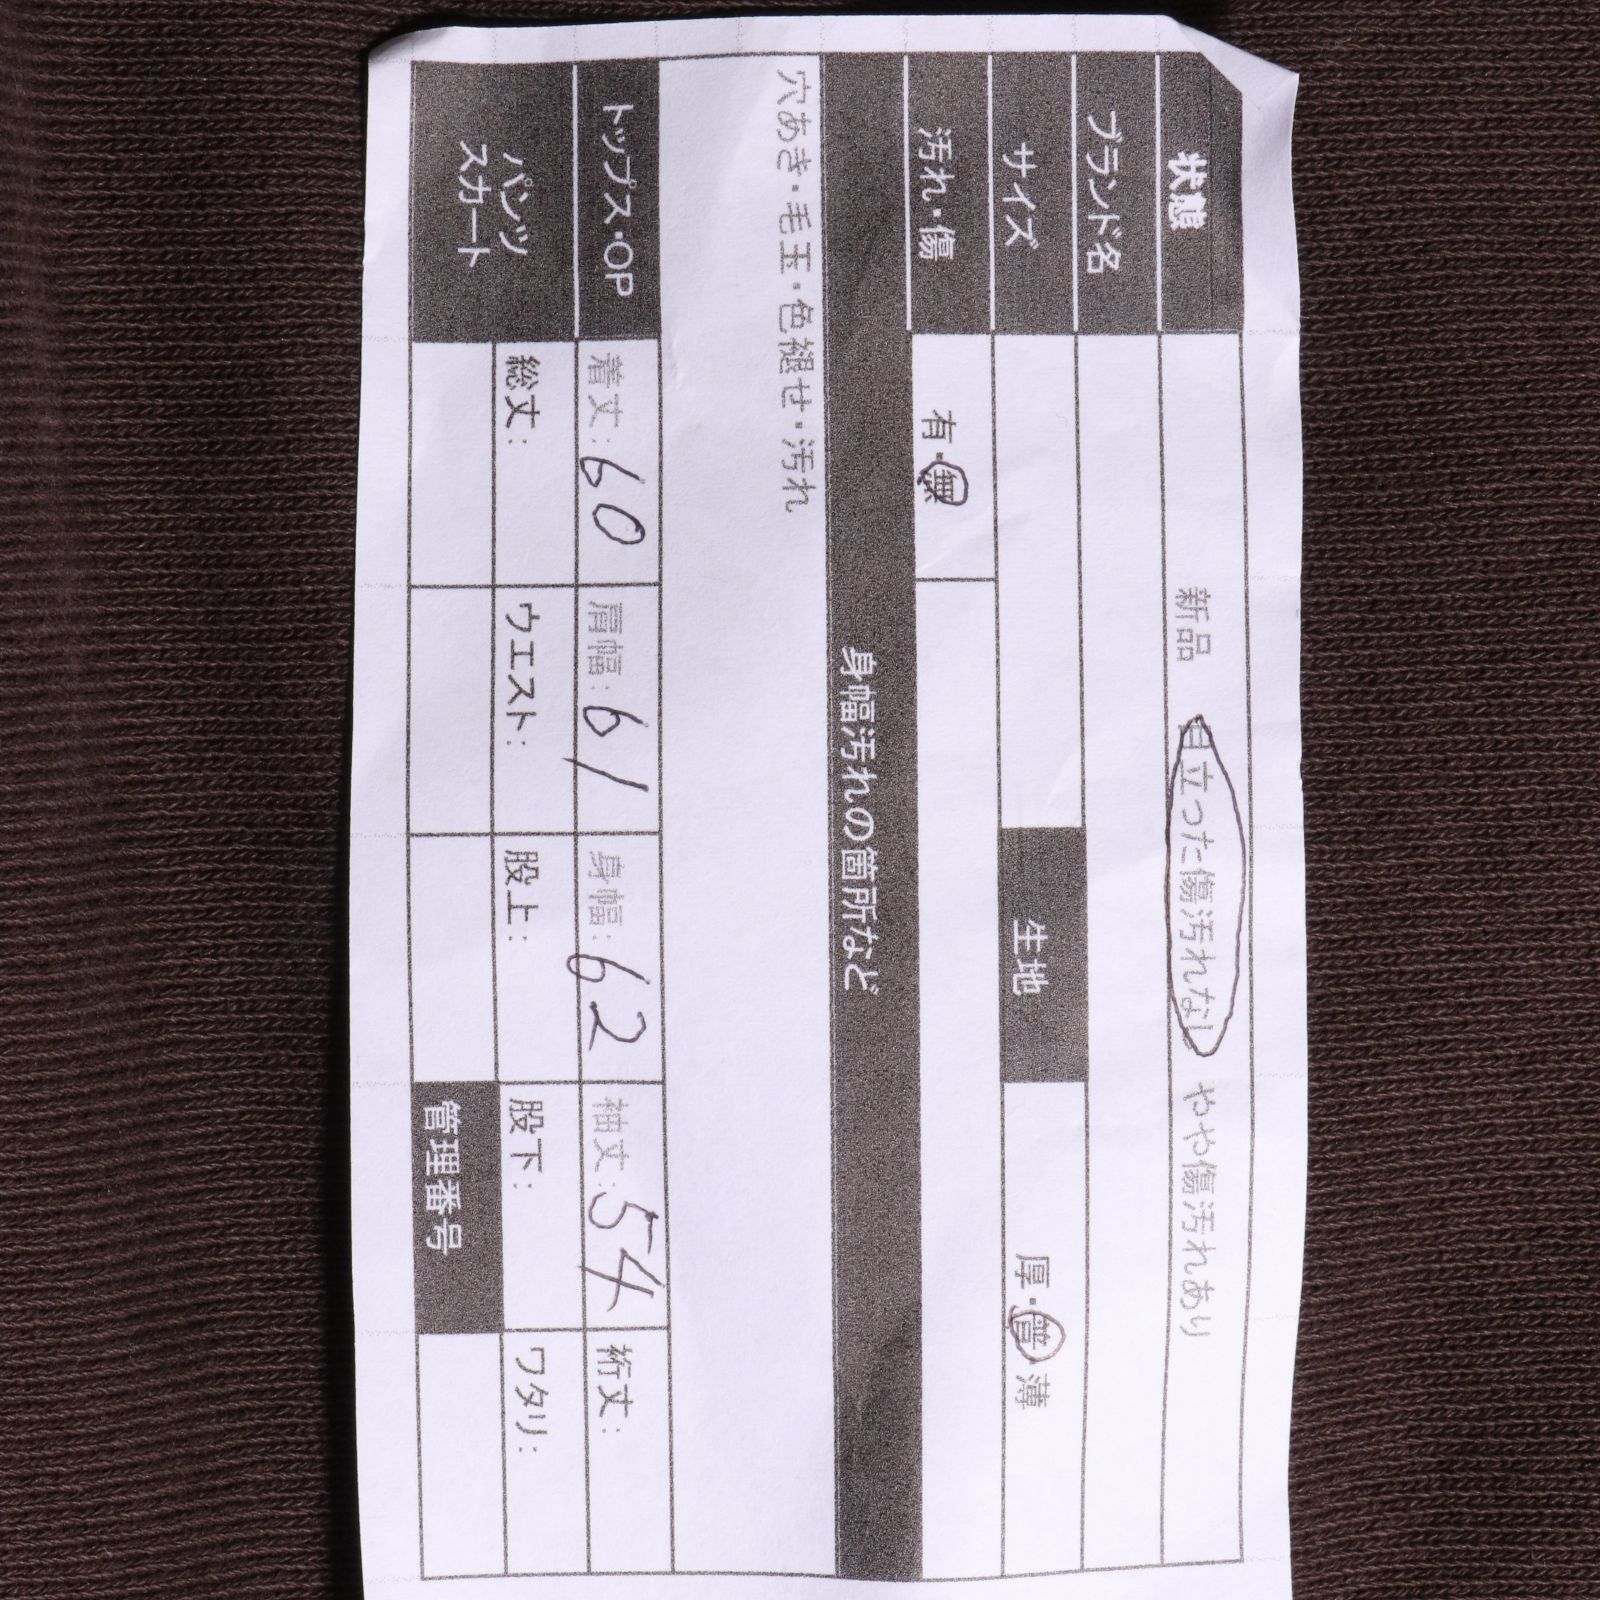 状態 新品 目立った傷汚れなし やや傷汚れあり
ブランド名
サイズ 生地 厚・普・薄
汚れ・傷 有・無
身幅汚れの箇所など
穴あき・毛玉・色褪せ・汚れ
トップス・OP 着丈:60 肩幅:61 身幅:62 袖丈:54 裄丈:
パンツ
スカート
総丈: ウエスト: 股上: 股下: ワタリ:
管理番号